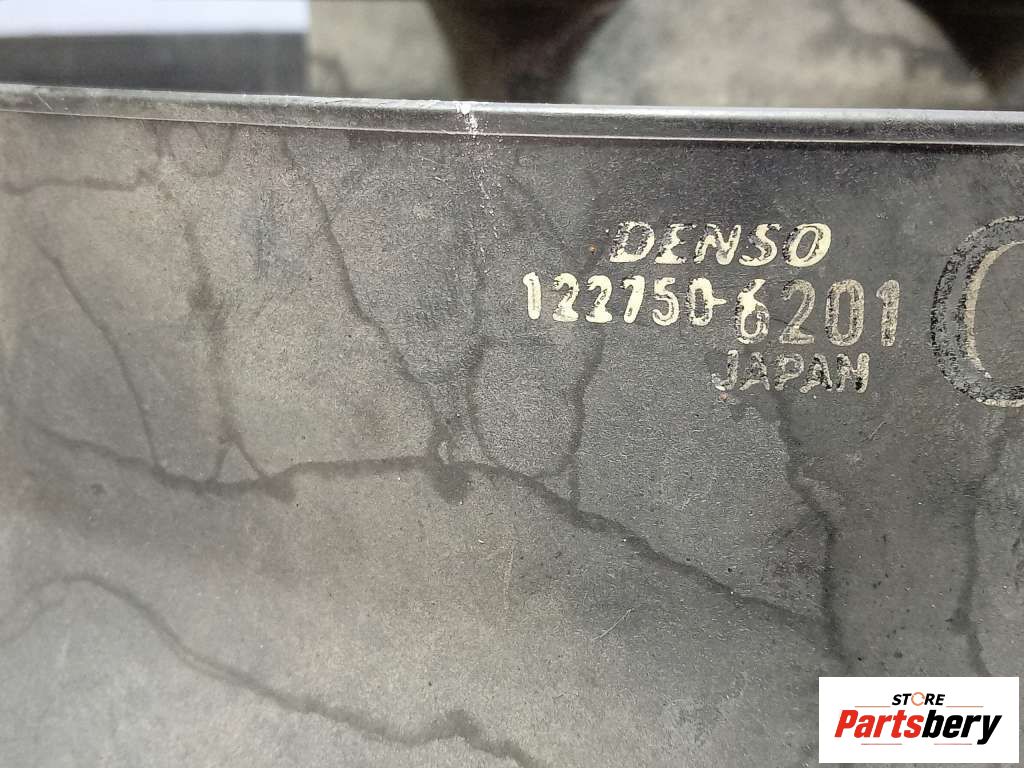 DENSO
122750-6201
JAPAN
STORE
Partsbery